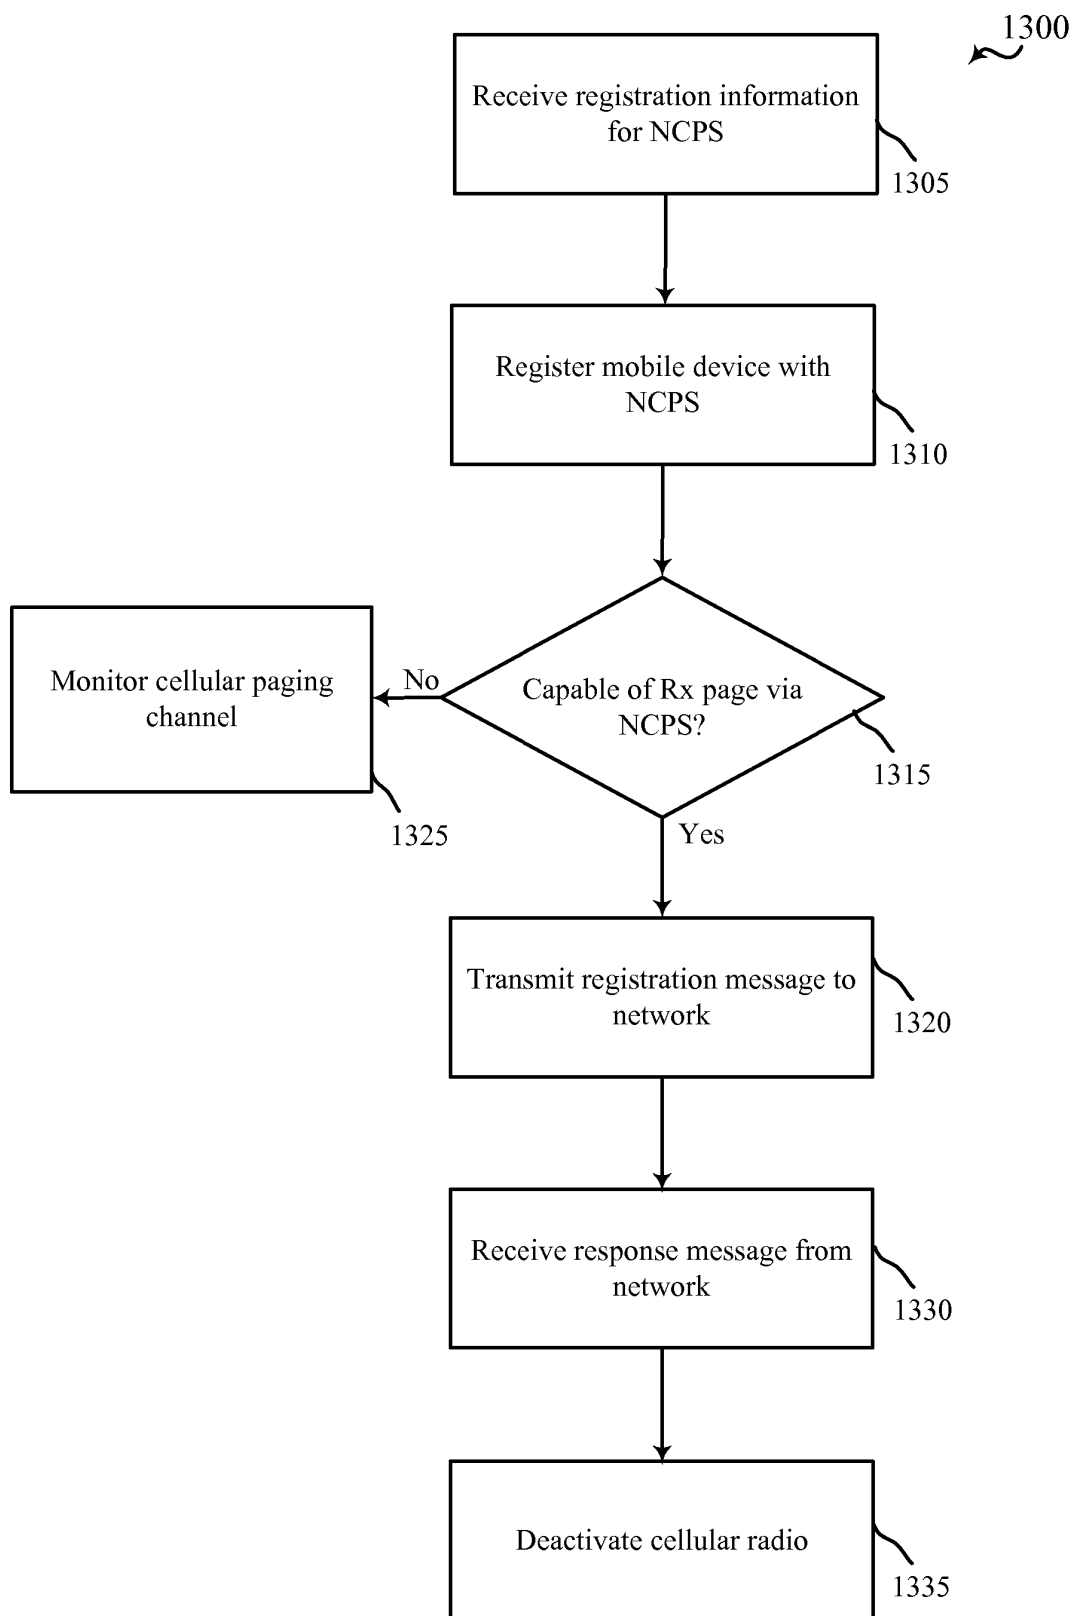 1300
Receive registration information
for NCPS
1305
Register mobile device with
NCPS
1310
Capable of Rx page via
NCPS?
1315
No
Monitor cellular paging
channel
1325
Yes
Transmit registration message to
network
1320
Receive response message from
network
1330
Deactivate cellular radio
1335